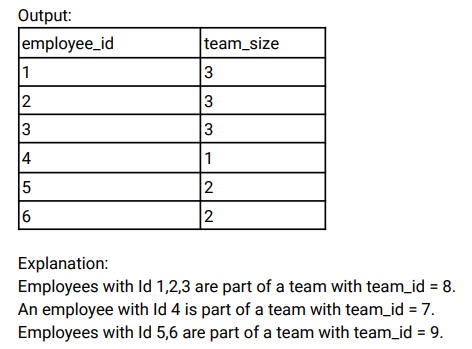 Output:
employee_id team_size
1 3
2 3
3 3
4 1
5 2
6 2
Explanation:
Employees with Id 1,2,3 are part of a team with team_id = 8.
An employee with Id 4 is part of a team with team_id = 7.
Employees with Id 5,6 are part of a team with team_id = 9.